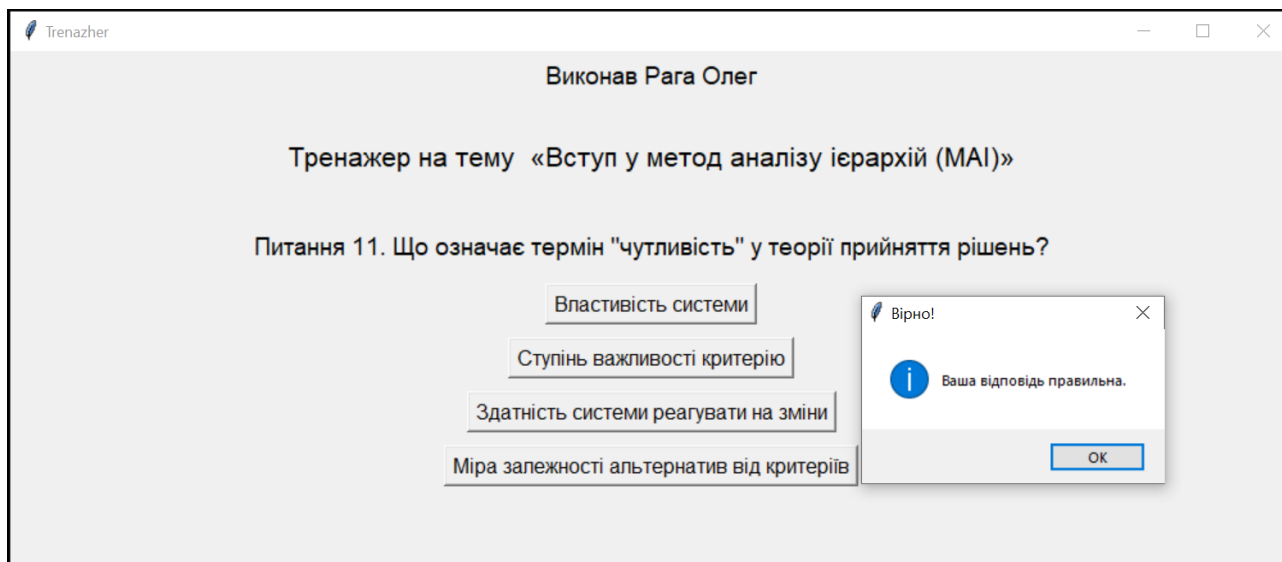 Trenazher
Виконав Рага Олег
Тренажер на тему «Вступ у метод аналізу ієрархій (МАІ)»
Питання 11. Що означає термін "чутливість" у теорії прийняття рішень?
Властивість системи
Ступінь важливості критерію
Здатність системи реагувати на зміни
Міра залежності альтернатив від критеріїв
Вірно!
Ваша відповідь правильна.
OK